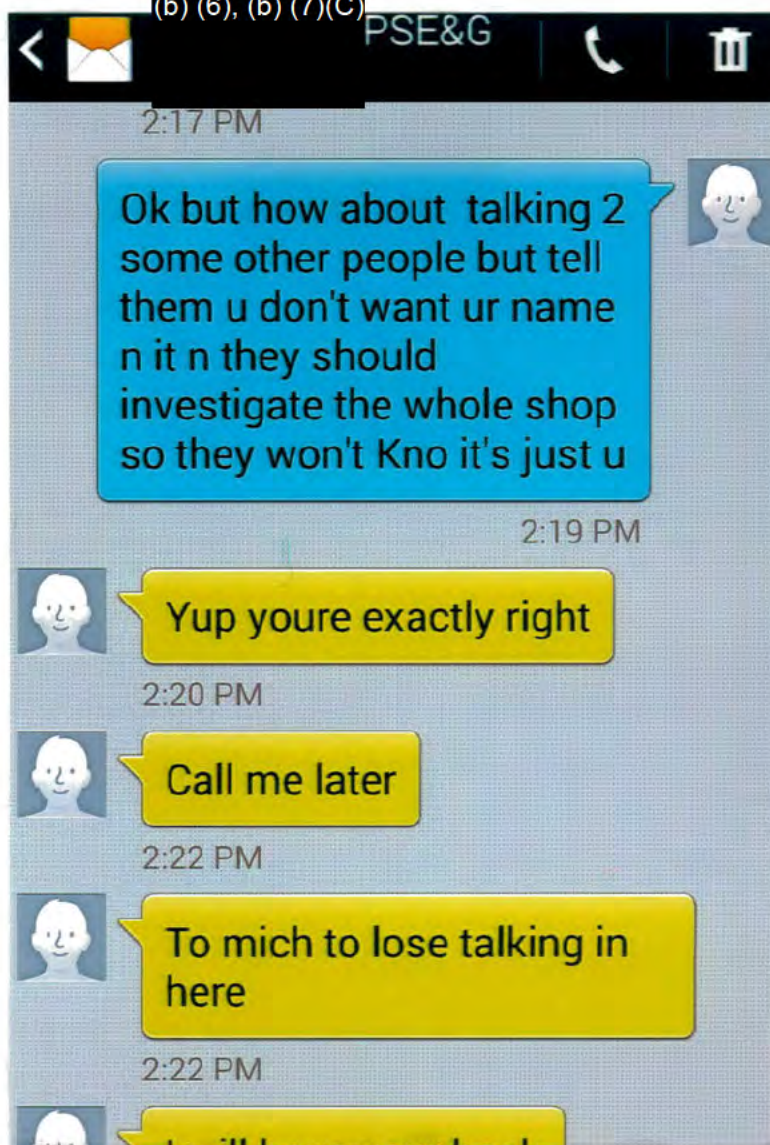 (b) (6), (b) (7)(C)
PSE&G
2:17 PM
Ok but how about talking 2
some other people but tell
them u don't want ur name
n it n they should
investigate the whole shop
so they won't Kno it's just u
2:19 PM
Yup youre exactly right
2:20 PM
Call me later
2:22 PM
To mich to lose talking in
here
2:22 PM